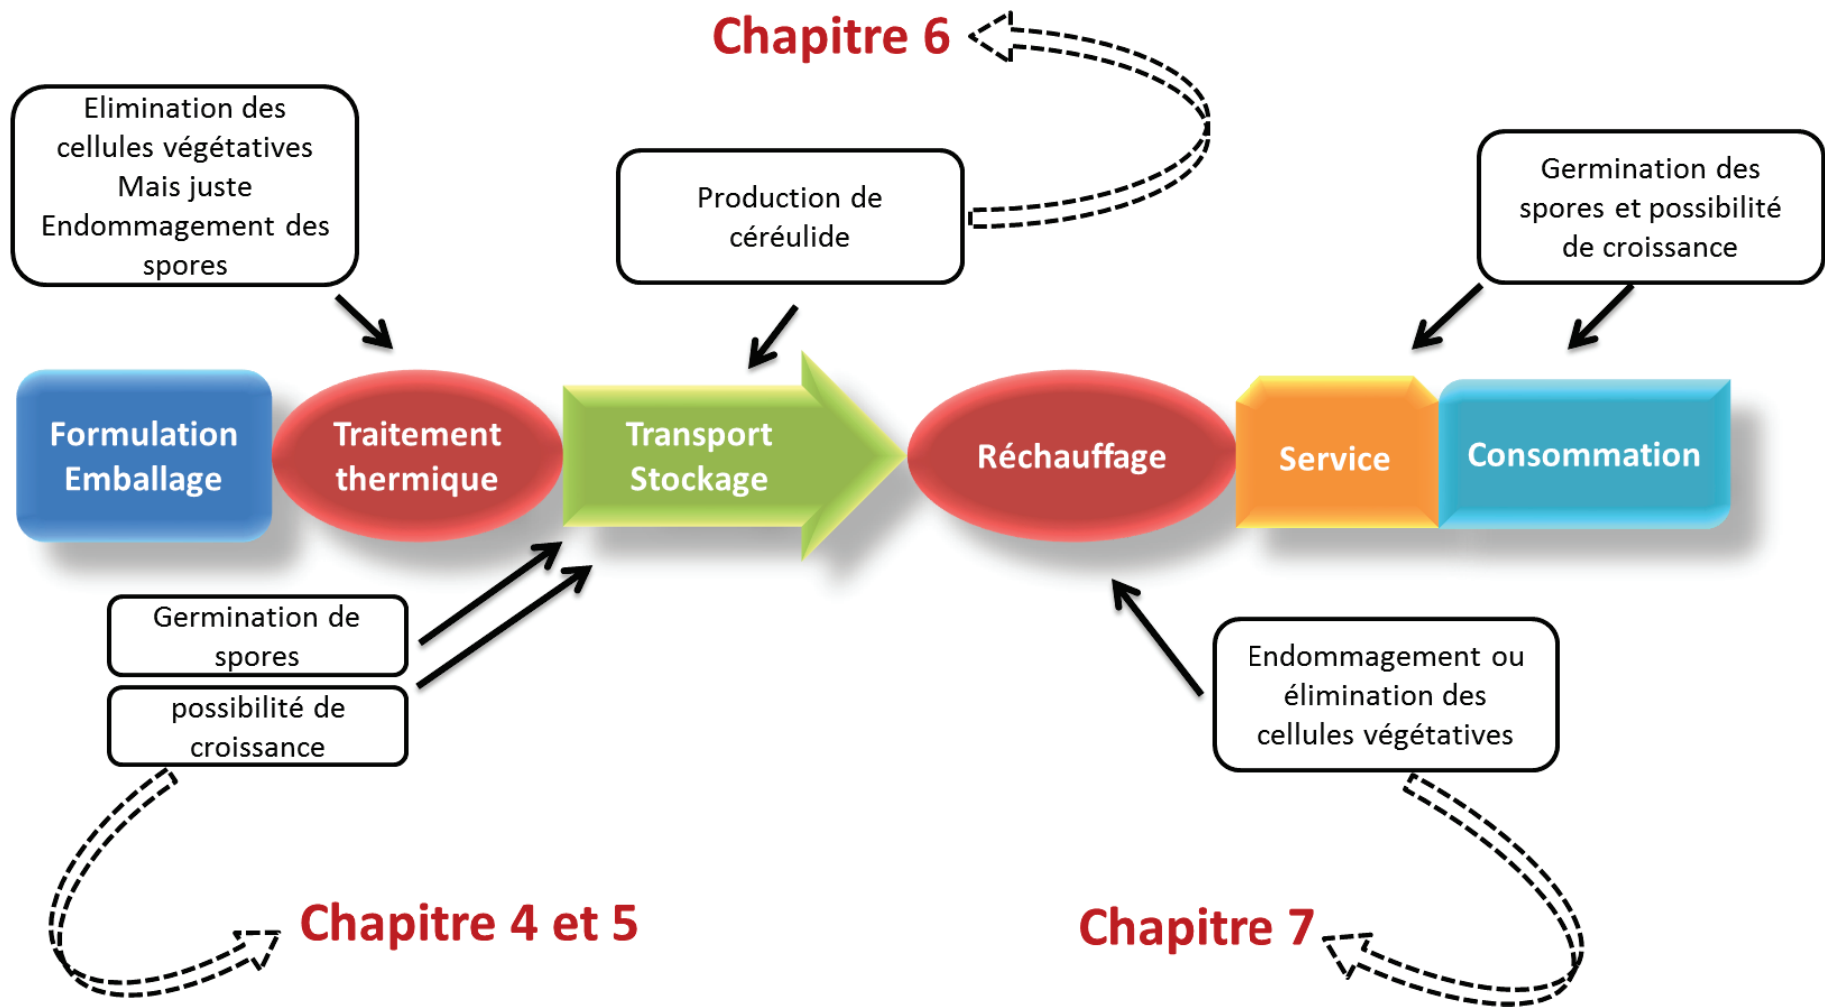 Chapitre 6
Elimination des
cellules végétatives
Mais juste
Endommagement des
spores
Production de
céréulide
Germination des
spores et possibilité
de croissance
Formulation
Emballage
Traitement
thermique
Transport
Stockage
Réchauffage
Service
Consommation
Germination de
spores
possibilité de
croissance
Endommagement ou
élimination des
cellules végétatives
Chapitre 4 et 5
Chapitre 7